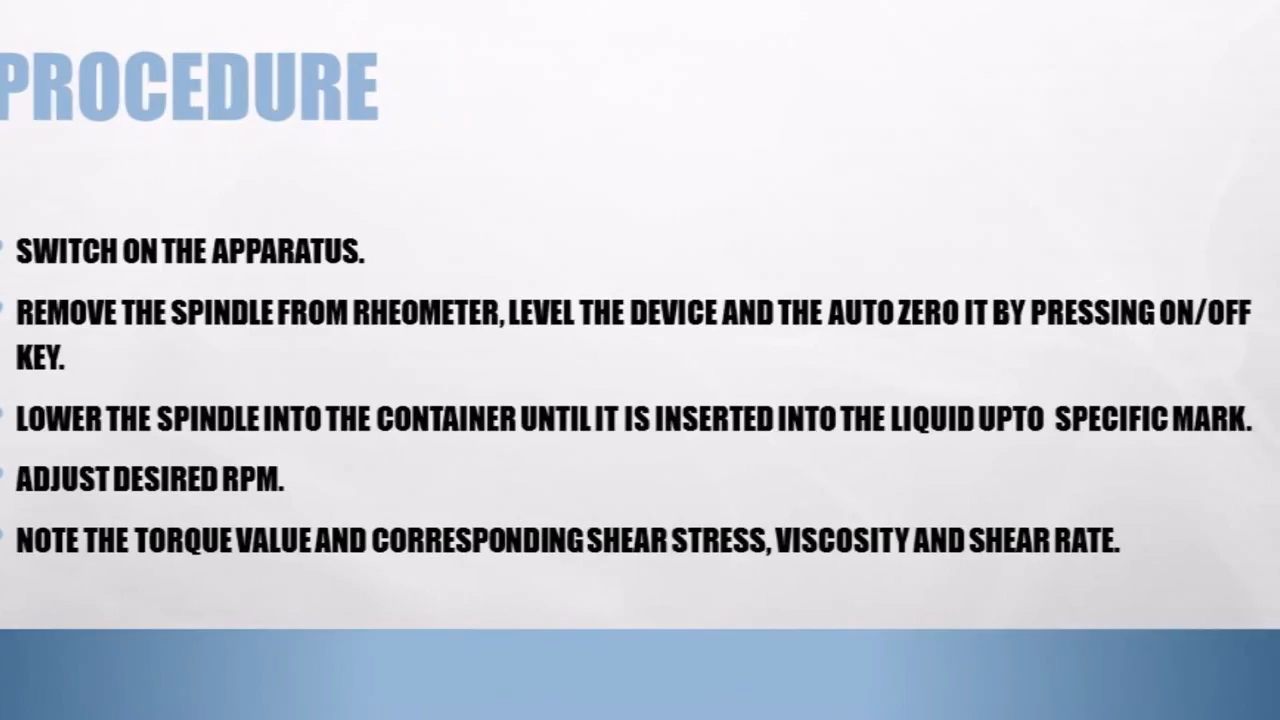 PROCEDURE
SWITCH ON THE APPARATUS.
REMOVE THE SPINDLE FROM RHEOMETER, LEVEL THE DEVICE AND THE AUTO ZERO IT BY PRESSING ON/OFF
KEY.
LOWER THE SPINDLE INTO THE CONTAINER UNTIL IT IS INSERTED INTO THE LIQUID UPTO SPECIFIC MARK.
ADJUST DESIRED RPM.
NOTE THE TORQUE VALUE AND CORRESPONDING SHEAR STRESS, VISCOSITY AND SHEAR RATE.